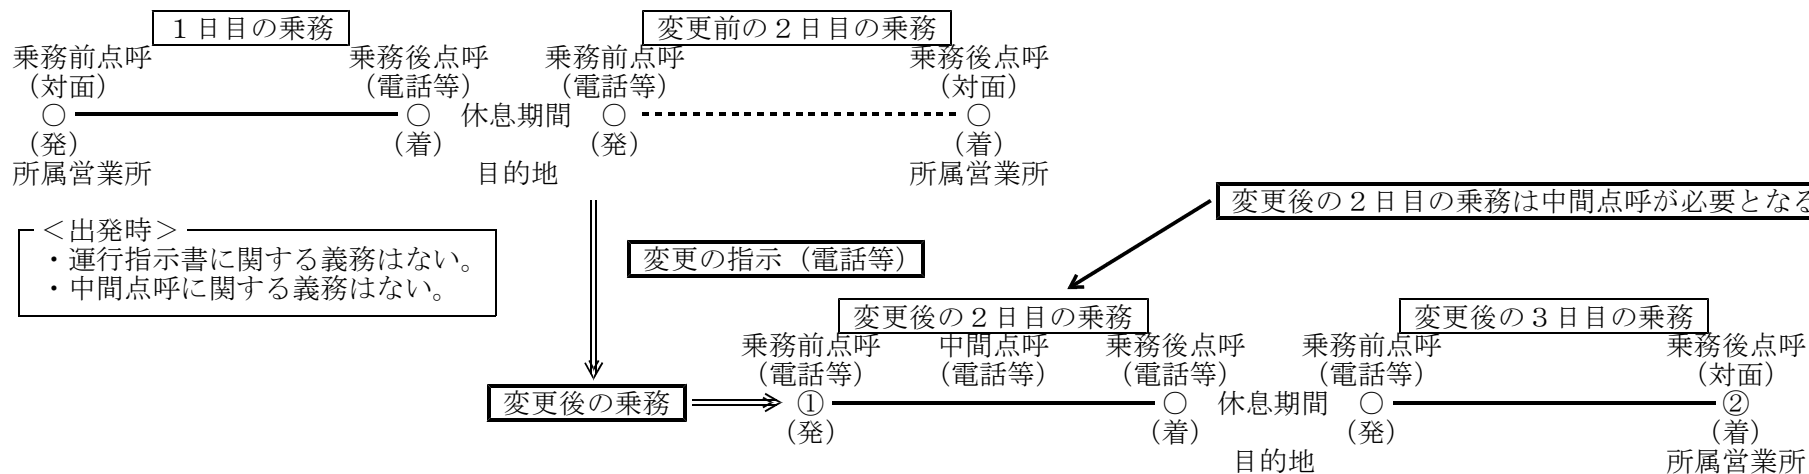 １日目の乗務
変更前の２日目の乗務
乗務前点呼 乗務後点呼 乗務前点呼 乗務後点呼
（対面） （電話等） （電話等） （対面）
○ ○ 休息期間 ○ ○
（発） （着） （発） （着）
所属営業所 目的地 所属営業所
変更後の２日目の乗務は中間点呼が必要となる
＜出発時＞
・運行指示書に関する義務はない。
・中間点呼に関する義務はない。
変更の指示（電話等）
変更後の２日目の乗務
変更後の３日目の乗務
乗務前点呼 中間点呼 乗務後点呼 乗務前点呼 乗務後点呼
（電話等） （電話等） （電話等） （電話等） （対面）
変更後の乗務 ① ○ 休息期間 ○ ②
（発） （着） （発） （着）
目的地 所属営業所